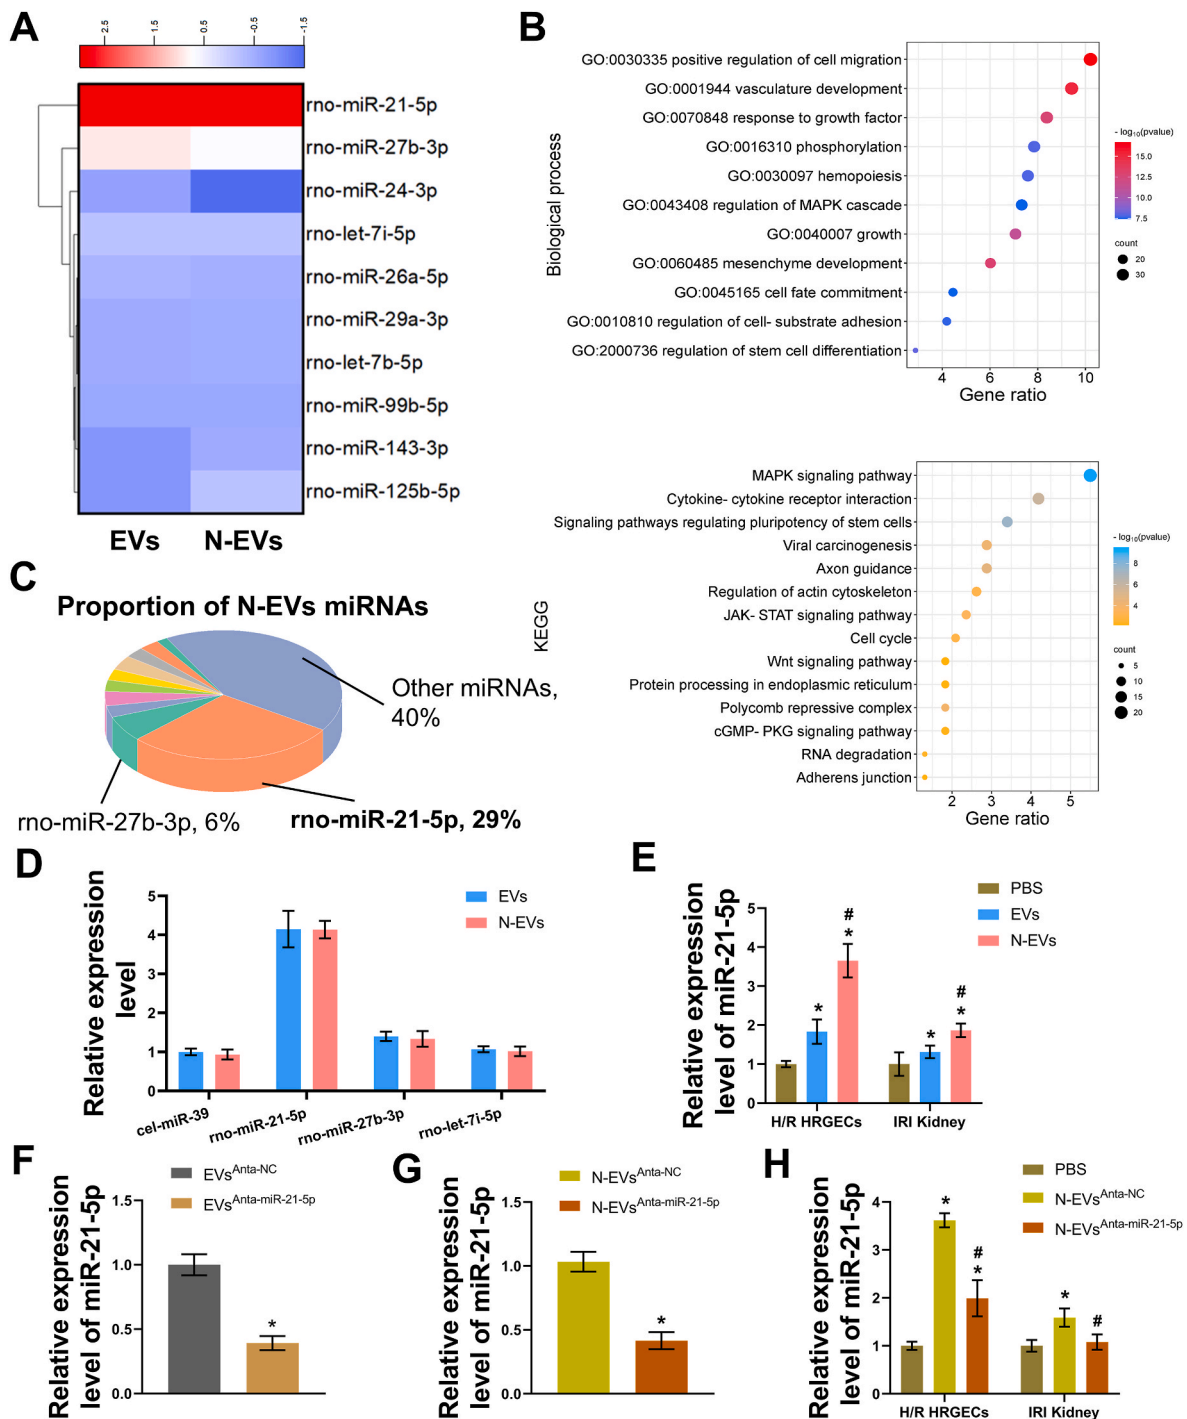 A
2.5
1.5
0.5
-0.5
-1.5
rno-miR-21-5p
rno-miR-27b-3p
rno-miR-24-3p
rno-let-7i-5p
rno-miR-26a-5p
rno-miR-29a-3p
rno-let-7b-5p
rno-miR-99b-5p
rno-miR-143-3p
rno-miR-125b-5p
EVs N-EVs
B
Biological process
GO:0030335 positive regulation of cell migration
GO:0001944 vasculature development
GO:0070848 response to growth factor
GO:0016310 phosphorylation
GO:0030097 hemopoiesis
GO:0043408 regulation of MAPK cascade
GO:0040007 growth
GO:0060485 mesenchyme development
GO:0045165 cell fate commitment
GO:0010810 regulation of cell- substrate adhesion
GO:2000736 regulation of stem cell differentiation
4 6 8 10
Gene ratio
- log10(pvalue)
15.0
12.5
10.0
7.5
count
20
30
KEGG
MAPK signaling pathway
Cytokine- cytokine receptor interaction
Signaling pathways regulating pluripotency of stem cells
Viral carcinogenesis
Axon guidance
Regulation of actin cytoskeleton
JAK- STAT signaling pathway
Cell cycle
Wnt signaling pathway
Protein processing in endoplasmic reticulum
Polycomb repressive complex
cGMP- PKG signaling pathway
RNA degradation
Adherens junction
2 3 4 5
Gene ratio
- log10(pvalue)
8
6
4
count
5
10
15
20
C
Proportion of N-EVs miRNAs
Other miRNAs,
40%
rno-miR-27b-3p, 6%
rno-miR-21-5p, 29%
D
Relative expression
level
5
4
3
2
1
0
EVs
N-EVs
cel-miR-39
rno-miR-21-5p
rno-miR-27b-3p
rno-let-7i-5p
E
Relative expression
level of miR-21-5p
5
4
3
2
1
0
PBS
EVs
N-EVs
*
#
*
*
#
*
H/R HRGECs IRI Kidney
F
Relative expression
level of miR-21-5p
1.5
1.0
0.5
0.0
EVsAnta-NC
EVsAnta-miR-21-5p
*
G
Relative expression
level of miR-21-5p
1.5
1.0
0.5
0.0
N-EVsAnta-NC
N-EVsAnta-miR-21-5p
*
H
Relative expression
level of miR-21-5p
4
3
2
1
0
PBS
N-EVsAnta-NC
N-EVsAnta-miR-21-5p
*
#
*
*
#
H/R HRGECs IRI Kidney